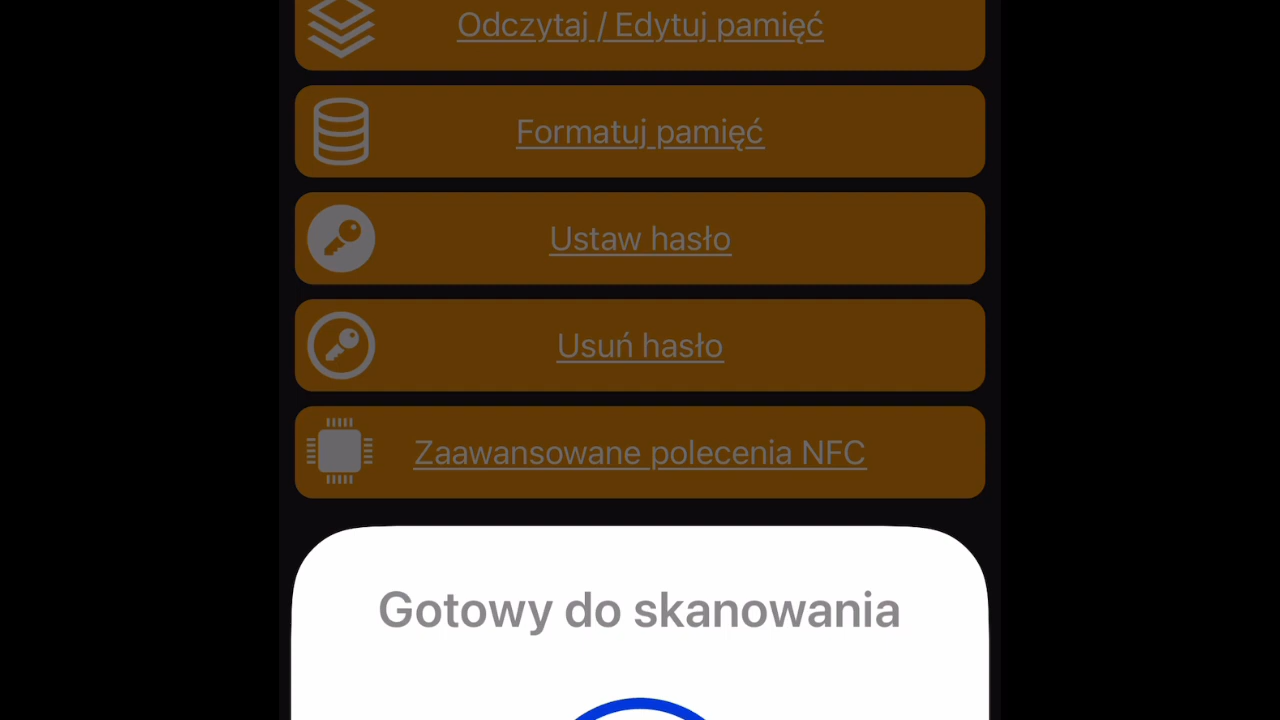 Odczytaj / Edytuj pamięć
Formatuj pamięć
Ustaw hasło
Usuń hasło
Zaawansowane polecenia NFC
Gotowy do skanowania